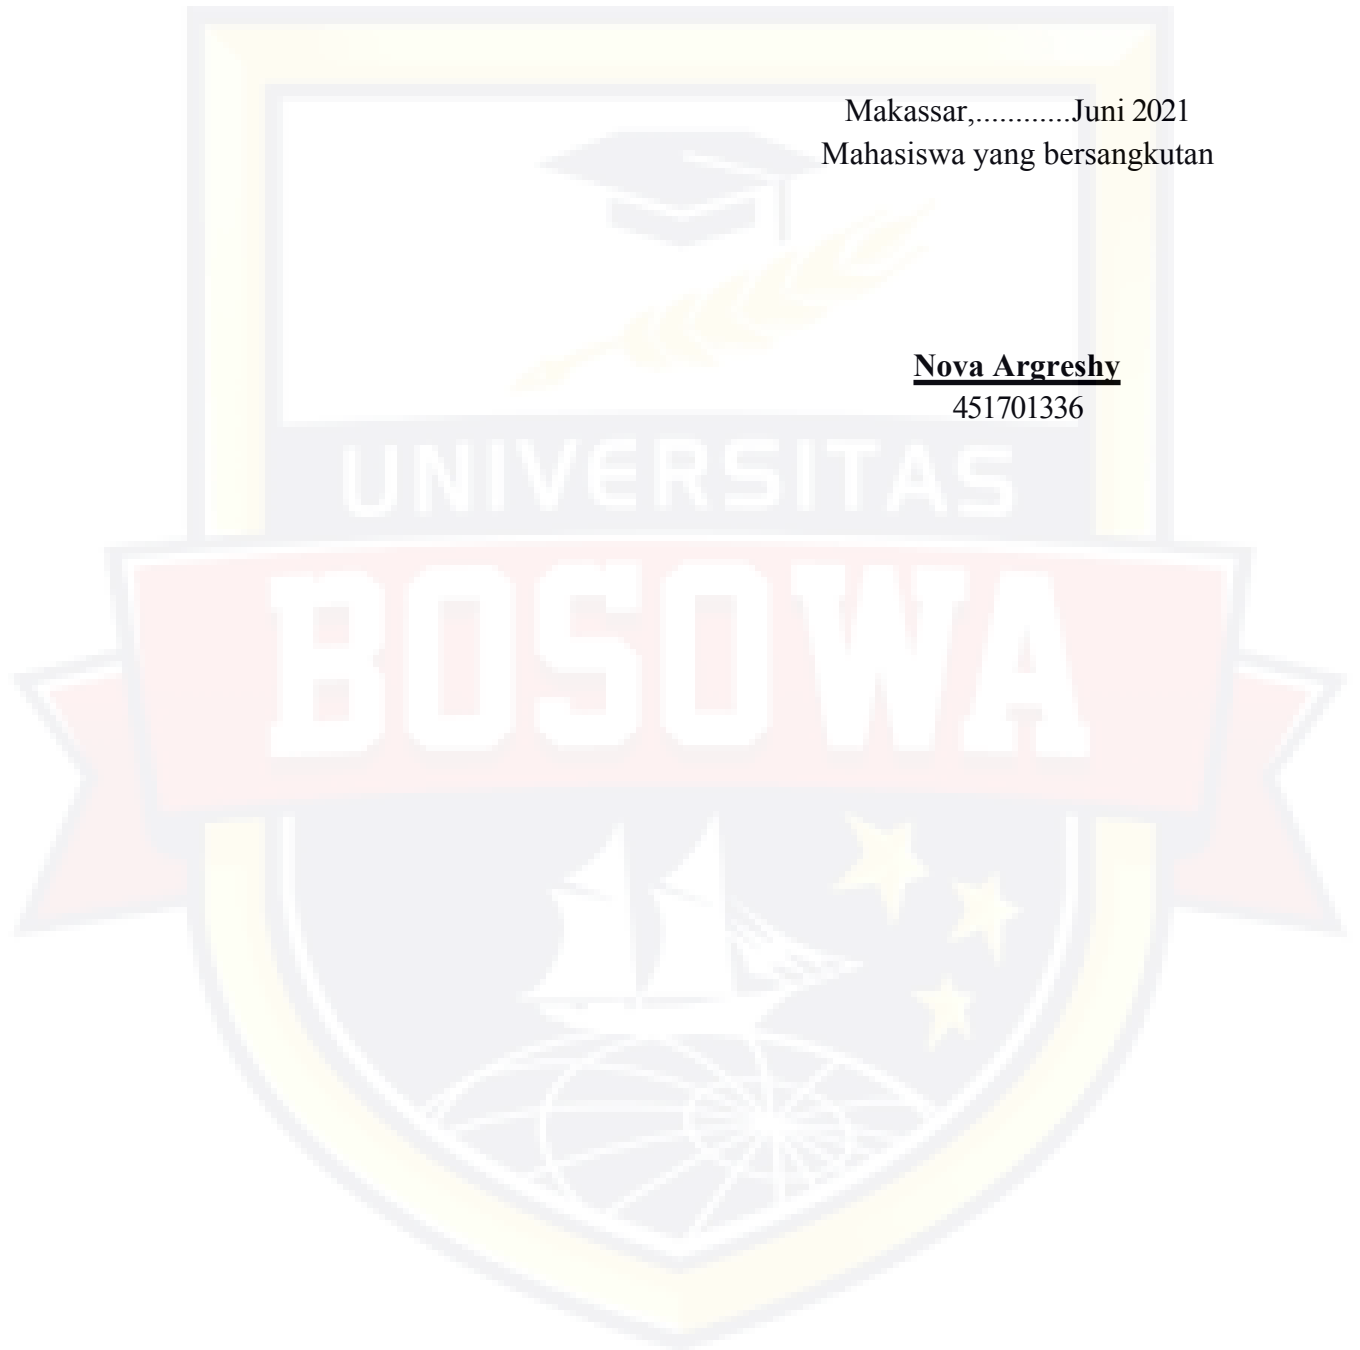 Makassar,............Juni 2021
Mahasiswa yang bersangkutan
Nova Argreshy
451701336
UNIVERSITAS
BOSOWA